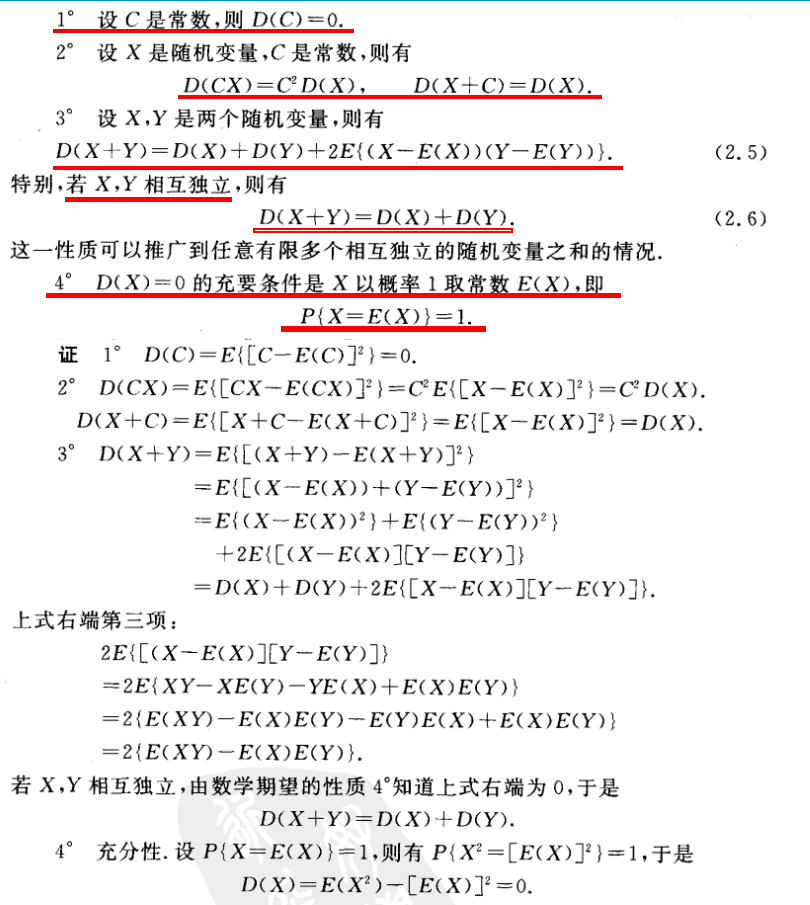 1° 设 C 是常数,则 D(C)=0.
2° 设 X 是随机变量,C 是常数,则有
D(CX)=C²D(X), D(X+C)=D(X).
3° 设 X,Y 是两个随机变量,则有
D(X+Y)=D(X)+D(Y)+2E{(X-E(X))(Y-E(Y))}. (2.5)
特别,若 X,Y 相互独立,则有
D(X+Y)=D(X)+D(Y). (2.6)
这一性质可以推广到任意有限多个相互独立的随机变量之和的情况.
4° D(X)=0 的充要条件是 X 以概率 1 取常数 E(X),即
P{X=E(X)}=1.
证 1° D(C)=E{[C-E(C)]²}=0.
2° D(CX)=E{[CX-E(CX)]²}=C²E{[X-E(X)]²}=C²D(X).
D(X+C)=E{[X+C-E(X+C)]²}=E{[X-E(X)]²}=D(X).
3° D(X+Y)=E{[(X+Y)-E(X+Y)]²}
=E{[(X-E(X))+(Y-E(Y))]²}
=E{(X-E(X))²}+E{(Y-E(Y))²}
+2E{[(X-E(X)][Y-E(Y)]}
=D(X)+D(Y)+2E{[X-E(X)][Y-E(Y)]}.
上式右端第三项:
2E{[(X-E(X)][Y-E(Y)]}
=2E{XY-XE(Y)-YE(X)+E(X)E(Y)}
=2{E(XY)-E(X)E(Y)-E(Y)E(X)+E(X)E(Y)}
=2{E(XY)-E(X)E(Y)}.
若 X,Y 相互独立,由数学期望的性质 4°知道上式右端为 0,于是
D(X+Y)=D(X)+D(Y).
4° 充分性.设 P{X=E(X)}=1,则有 P{X²=[E(X)]²}=1,于是
D(X)=E(X²)-[E(X)]²=0.